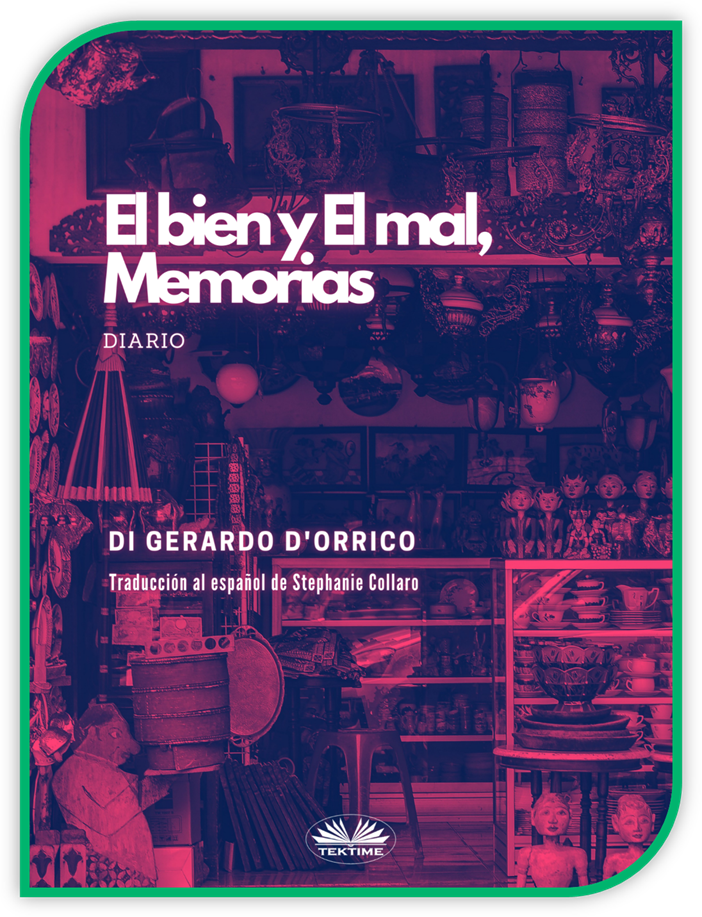 El bien y El mal,
Memorias
DIARIO
DI GERARDO D'ORRICO
Traducción al español de Stephanie Collaro
TEKTIME